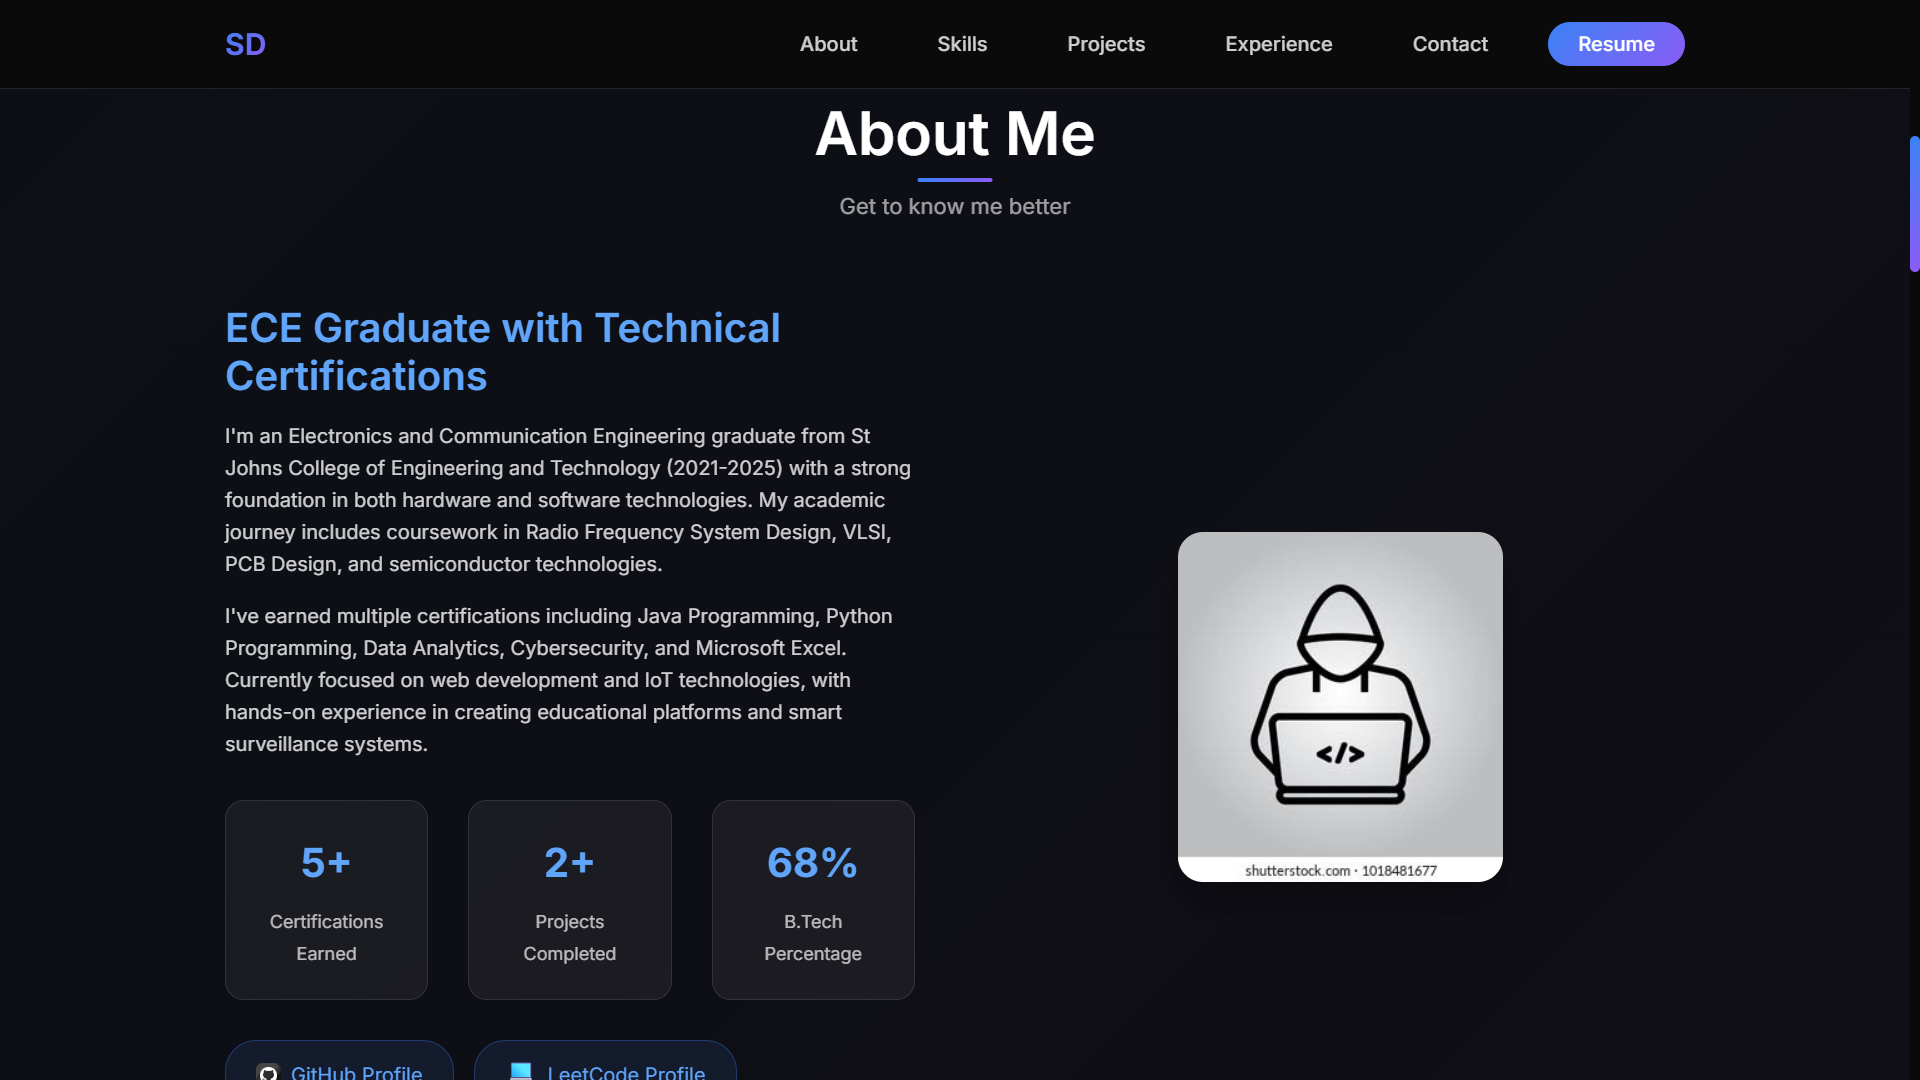 SD
About
Skills
Projects
Experience
Contact
Resume
About Me
Get to know me better
ECE Graduate with Technical
Certifications
I'm an Electronics and Communication Engineering graduate from St
Johns College of Engineering and Technology (2021-2025) with a strong
foundation in both hardware and software technologies. My academic
journey includes coursework in Radio Frequency System Design, VLSI,
PCB Design, and semiconductor technologies.
I've earned multiple certifications including Java Programming, Python
Programming, Data Analytics, Cybersecurity, and Microsoft Excel.
Currently focused on web development and IoT technologies, with
hands-on experience in creating educational platforms and smart
surveillance systems.
5+
Certifications
Earned
2+
Projects
Completed
68%
B.Tech
Percentage
</>
shutterstock.com · 1018481677
GitHub Profile
LeetCode Profile